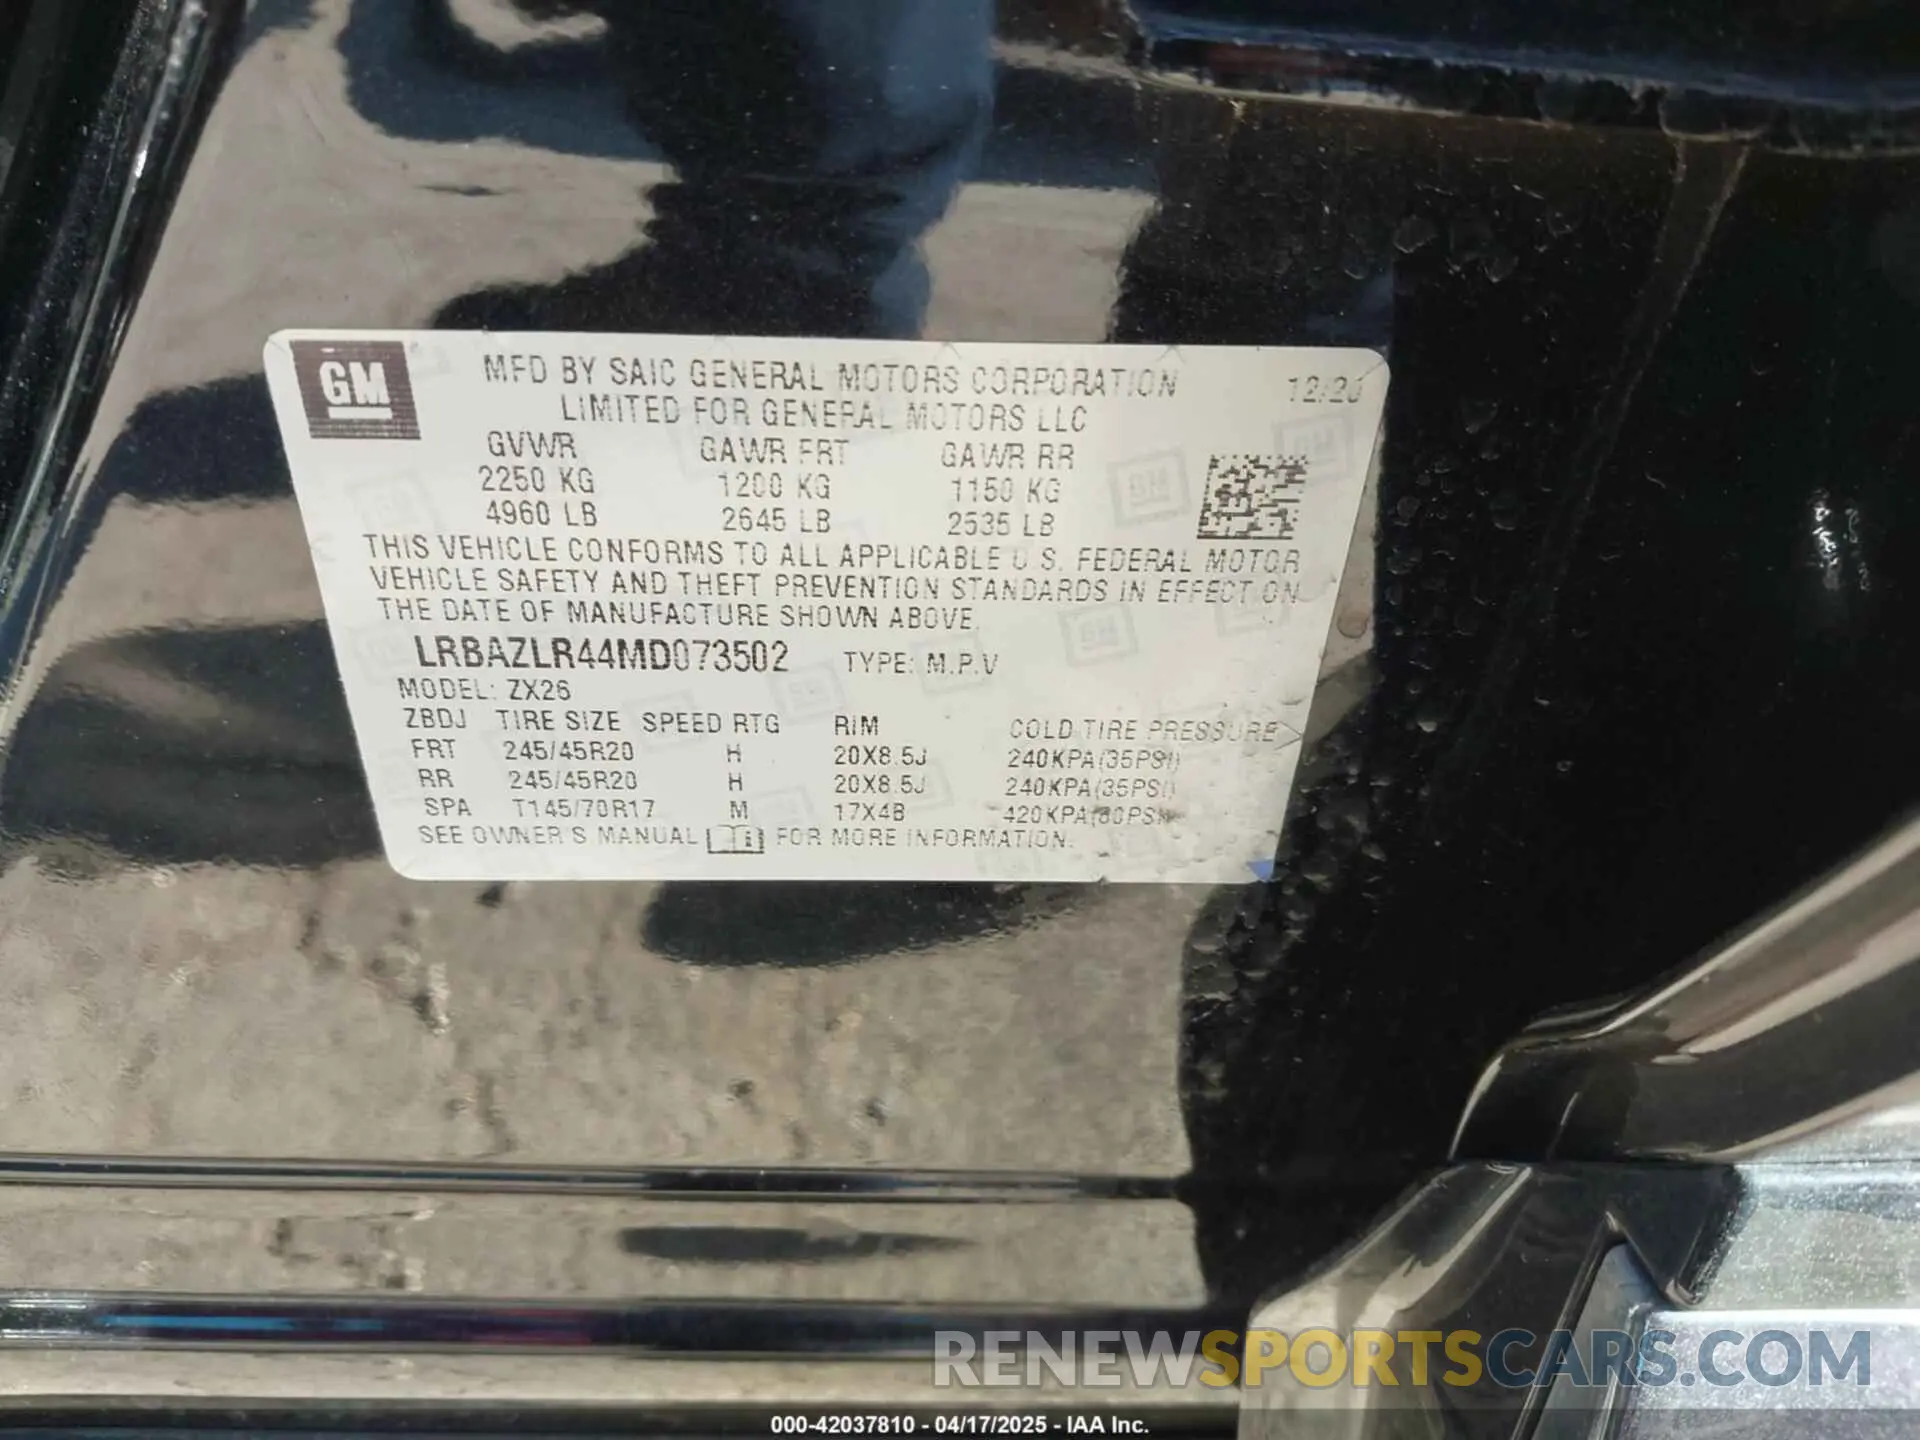 GM
MFD BY SAIC GENERAL MOTORS CORPORATION 12/20
LIMITED FOR GENERAL MOTORS LLC
GVWR GAWR FRT GAWR RR
2250 KG 1200 KG 1150 KG
4960 LB 2645 LB 2535 LB
THIS VEHICLE CONFORMS TO ALL APPLICABLE U.S. FEDERAL MOTOR
VEHICLE SAFETY AND THEFT PREVENTION STANDARDS IN EFFECT ON
THE DATE OF MANUFACTURE SHOWN ABOVE.
LRBAZLR44MD073502 TYPE: M.P.V
MODEL: ZX26
ZBDJ TIRE SIZE SPEED RTG RIM COLD TIRE PRESSURE
FRT 245/45R20 H 20X8.5J 240KPA(35PSI)
RR 245/45R20 H 20X8.5J 240KPA(35PSI)
SPA T145/70R17 M 17X4B 420KPA(60PSI)
SEE OWNER'S MANUAL FOR MORE INFORMATION.
RENEWSPORTSCARS.COM
000-42037810 - 04/17/2025 - IAA Inc.